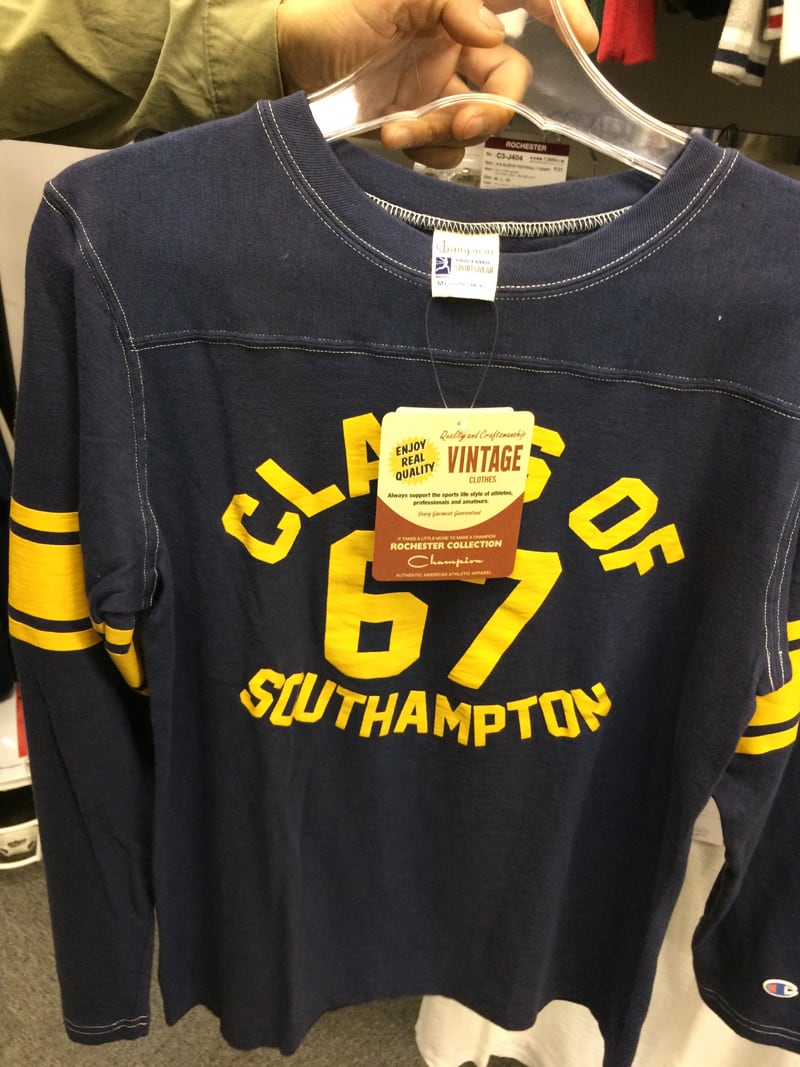 ROCHESTER
C3-J404
Champion
PROCESSED
SPORTSWEAR
Quality and Craftsmanship
ENJOY
REAL
QUALITY
VINTAGE
CLOTHES
Always support the sports life style of athletes,
professionals and amateurs.
Every Garment Guaranteed
IT TAKES A LITTLE MORE TO MAKE A CHAMPION
ROCHESTER COLLECTION
Champion
AUTHENTIC AMERICAN ATHLETIC APPAREL
CLASS OF
67
SOUTHAMPTON